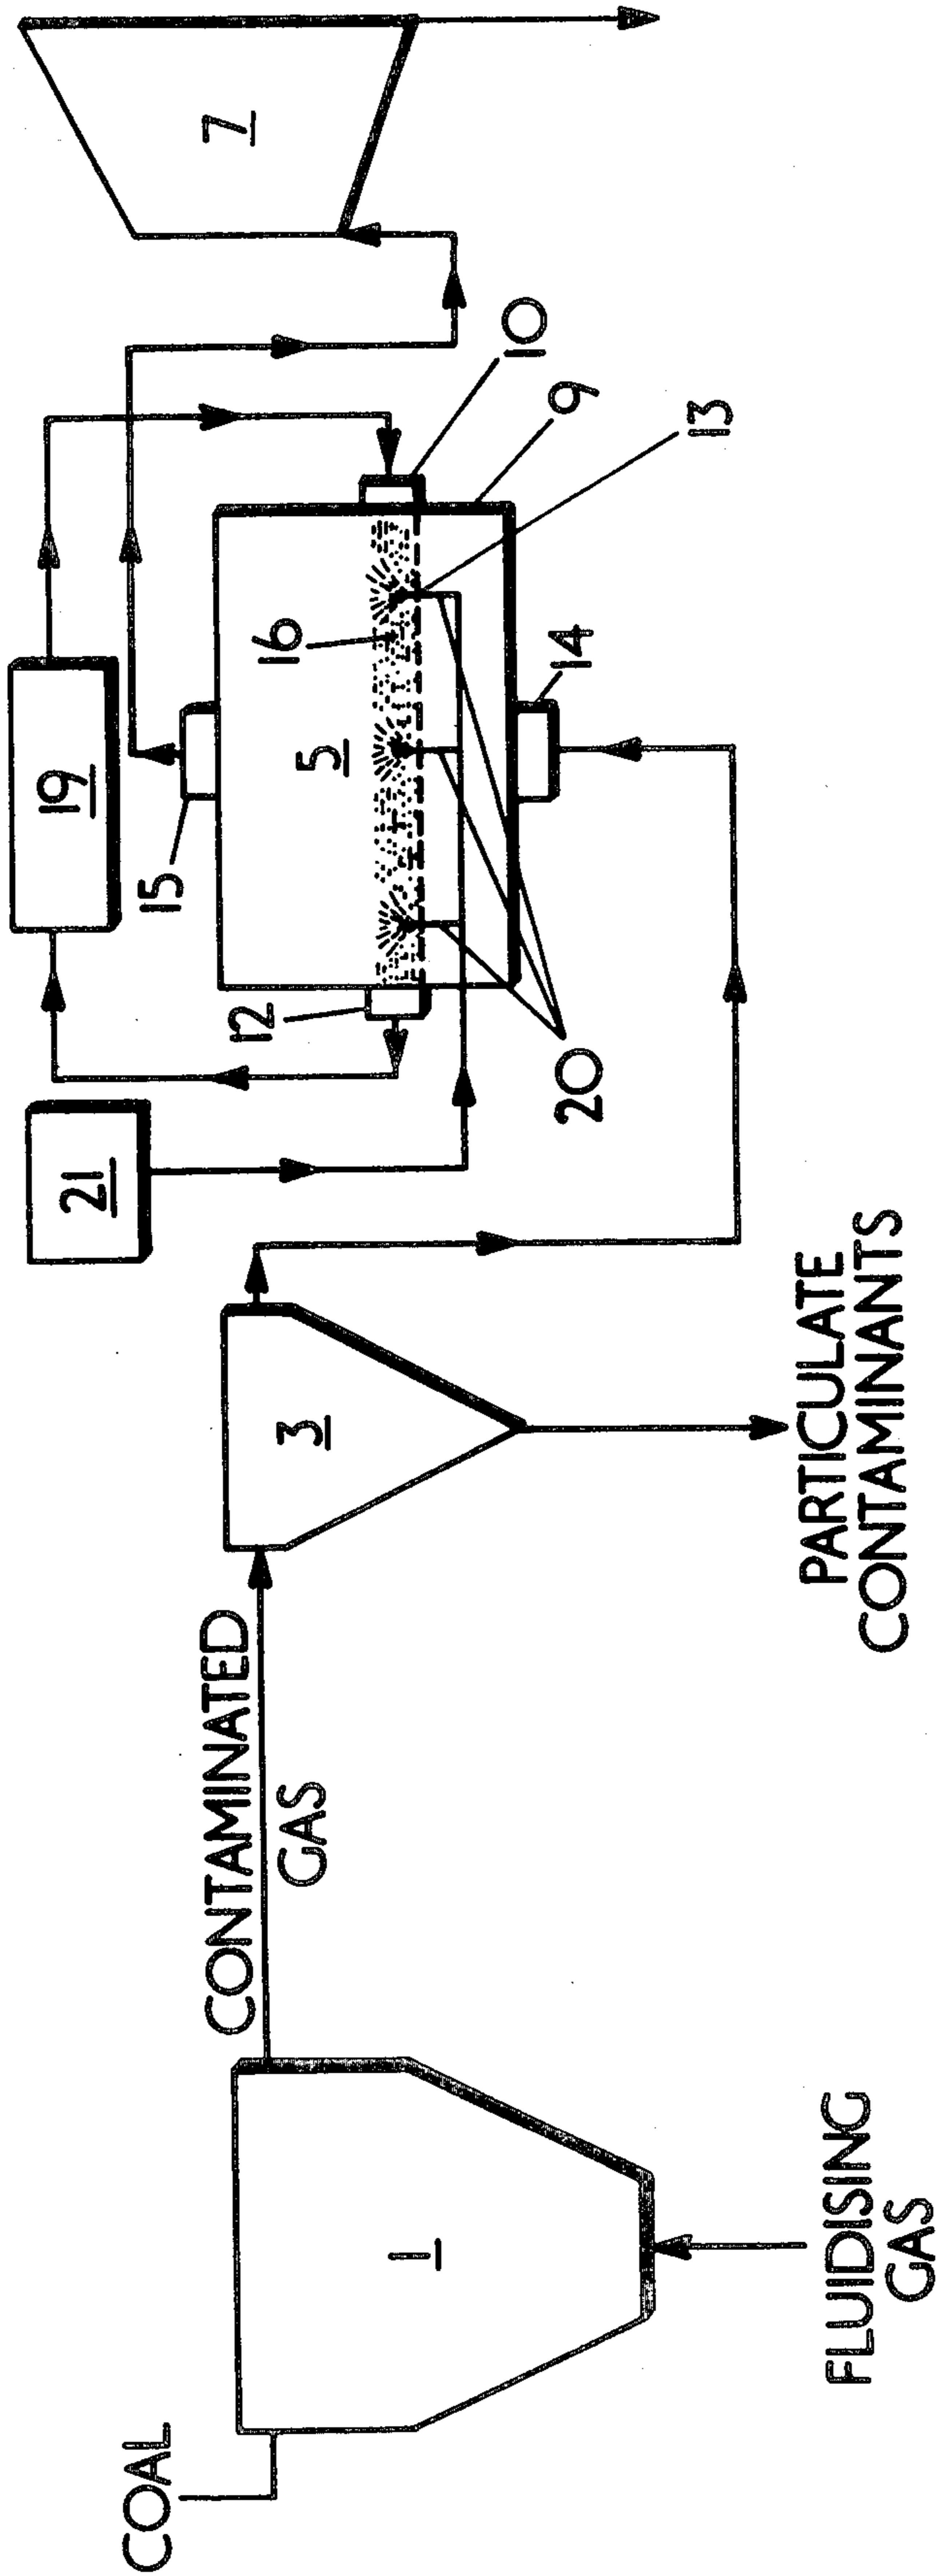 COAL
1
FLUIDISING
GAS
CONTAMINATED
GAS
3
PARTICULATE
CONTAMINANTS
21
19
12
15
5
16
20
14
10
9
13
7